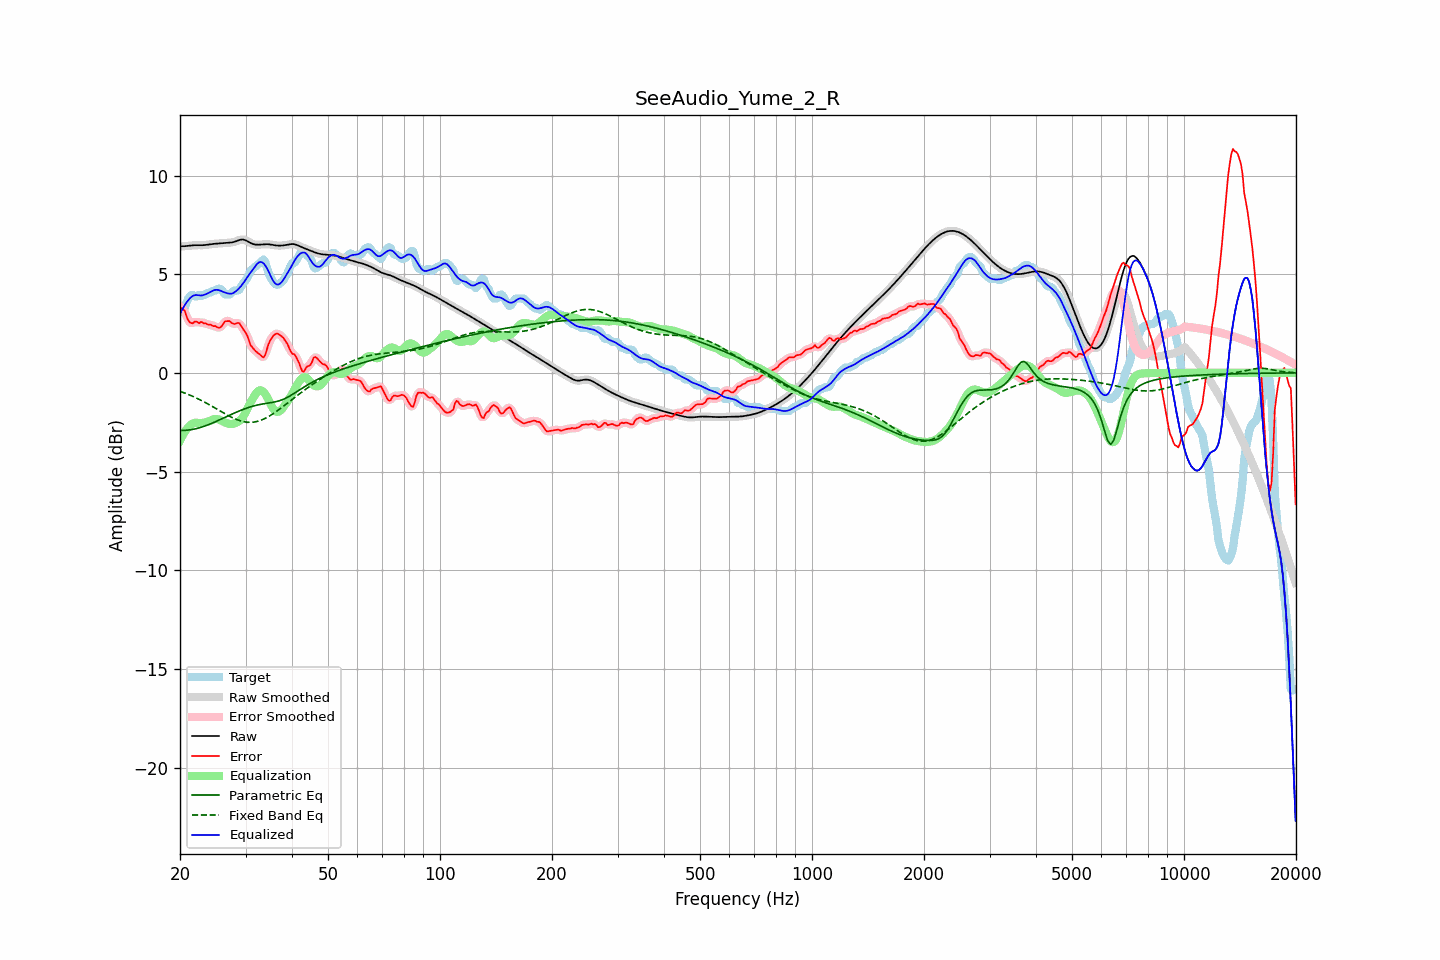 SeeAudio_Yume_2_R
Amplitude (dBr)
10
5
0
−5
−10
−15
−20
Target
Raw Smoothed
Error Smoothed
Raw
Error
Equalization
Parametric Eq
Fixed Band Eq
Equalized
20 50 100 200 500 1000 2000 5000 10000 20000
Frequency (Hz)